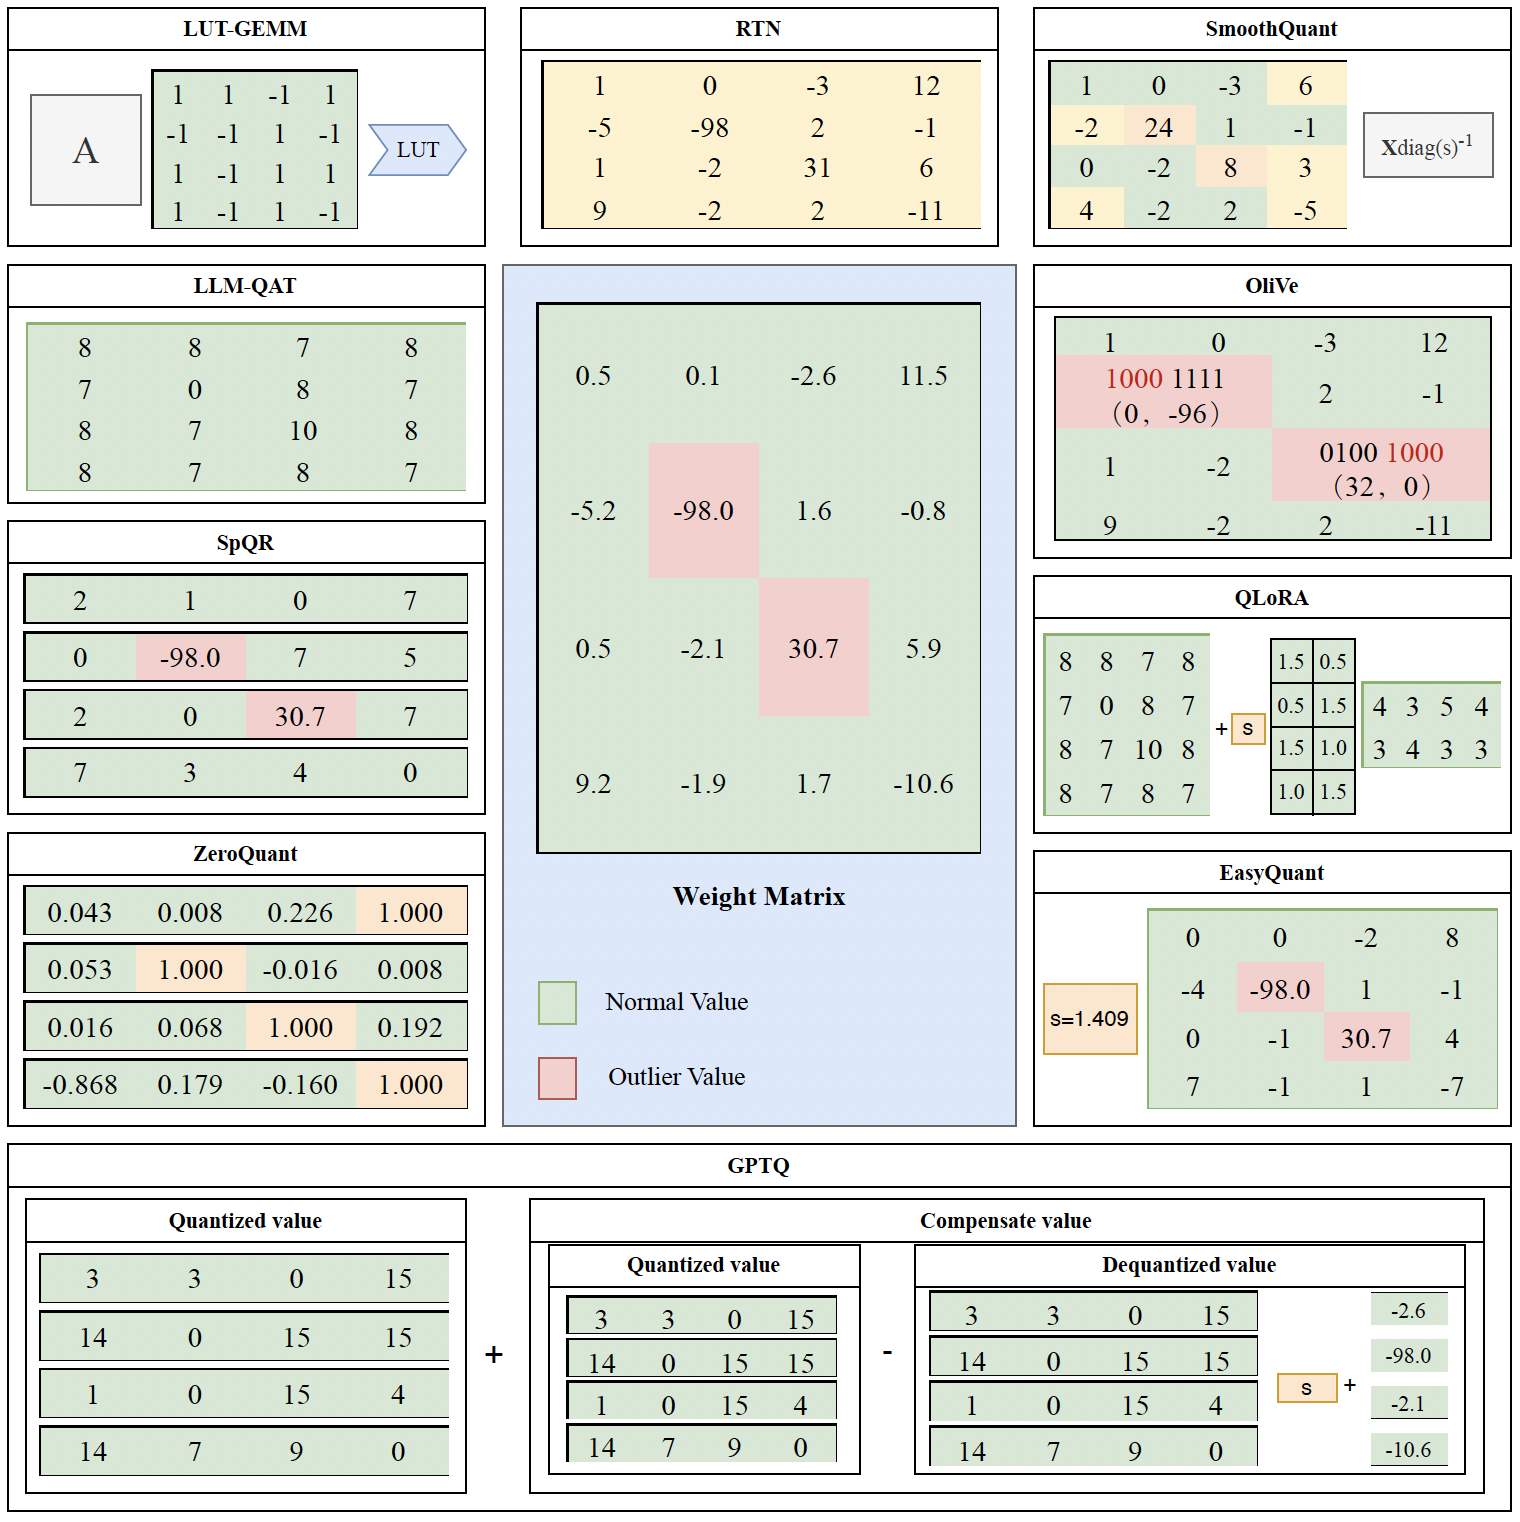 LUT-GEMM
A
1 1 -1 1
-1 -1 1 -1
1 -1 1 1
1 -1 1 -1
LUT
RTN
1 0 -3 12
-5 -98 2 -1
1 -2 31 6
9 -2 2 -11
SmoothQuant
1 0 -3 6
-2 24 1 -1
0 -2 8 3
4 -2 2 -5
Xdiag(s)-1
LLM-QAT
8 8 7 8
7 0 8 7
8 7 10 8
8 7 8 7
SpQR
2 1 0 7
0 -98.0 7 5
2 0 30.7 7
7 3 4 0
ZeroQuant
0.043 0.008 0.226 1.000
0.053 1.000 -0.016 0.008
0.016 0.068 1.000 0.192
-0.868 0.179 -0.160 1.000
0.5 0.1 -2.6 11.5
-5.2 -98.0 1.6 -0.8
0.5 -2.1 30.7 5.9
9.2 -1.9 1.7 -10.6
Weight Matrix
Normal Value
Outlier Value
OliVe
1 0 -3 12
1000 1111
（0，-96） 2 -1
1 -2 0100 1000
（32，0）
9 -2 2 -11
QLoRA
8 8 7 8
7 0 8 7
8 7 10 8
8 7 8 7
+ s
1.5 0.5
0.5 1.5
1.5 1.0
1.0 1.5
4 3 5 4
3 4 3 3
EasyQuant
s=1.409
0 0 -2 8
-4 -98.0 1 -1
0 -1 30.7 4
7 -1 1 -7
GPTQ
Quantized value
3 3 0 15
14 0 15 15
1 0 15 4
14 7 9 0
+
Compensate value
Quantized value
3 3 0 15
14 0 15 15
1 0 15 4
14 7 9 0
-
Dequantized value
3 3 0 15
14 0 15 15
1 0 15 4
14 7 9 0
s +
-2.6
-98.0
-2.1
-10.6